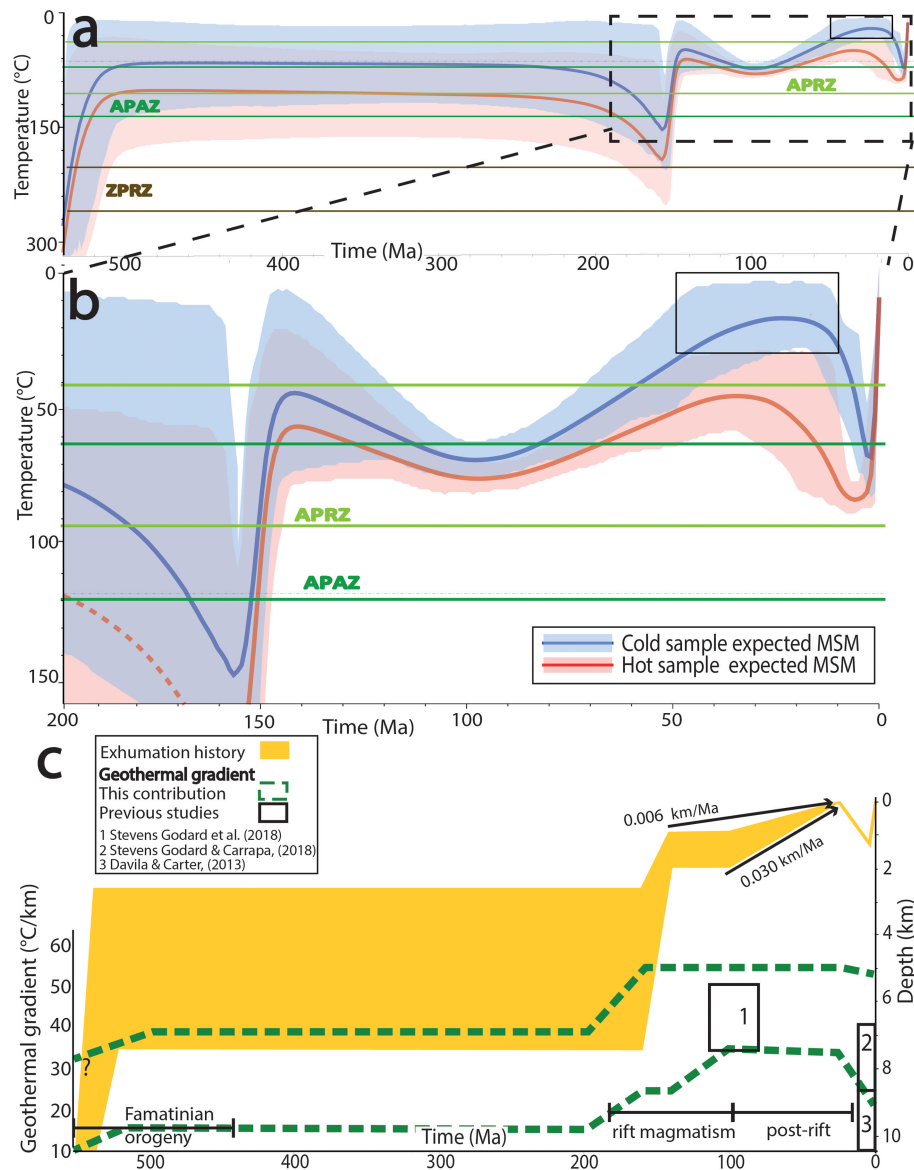 a
0
150
300
Temperature (°C)
APRZ
APAZ
ZPRZ
Time (Ma)
500
400
300
200
100
0
b
0
50
100
150
Temperature (°C)
APRZ
APAZ
Cold sample expected MSM
Hot sample expected MSM
200
150
100
50
0
Time (Ma)
c
Exhumation history
Geothermal gradient
This contribution
Previous studies
1 Stevens Godard et al. (2018)
2 Stevens Godard & Carrapa, (2018)
3 Davila & Carter, (2013)
0.006 km/Ma
0.030 km/Ma
Geothermal gradient (°C/km)
60
50
40
30
20
10
0
2
4
6
8
10
Depth (km)
?
1
2
3
Famatinian
orogeny
rift magmatism
post-rift
Time (Ma)
500
400
300
200
100
0